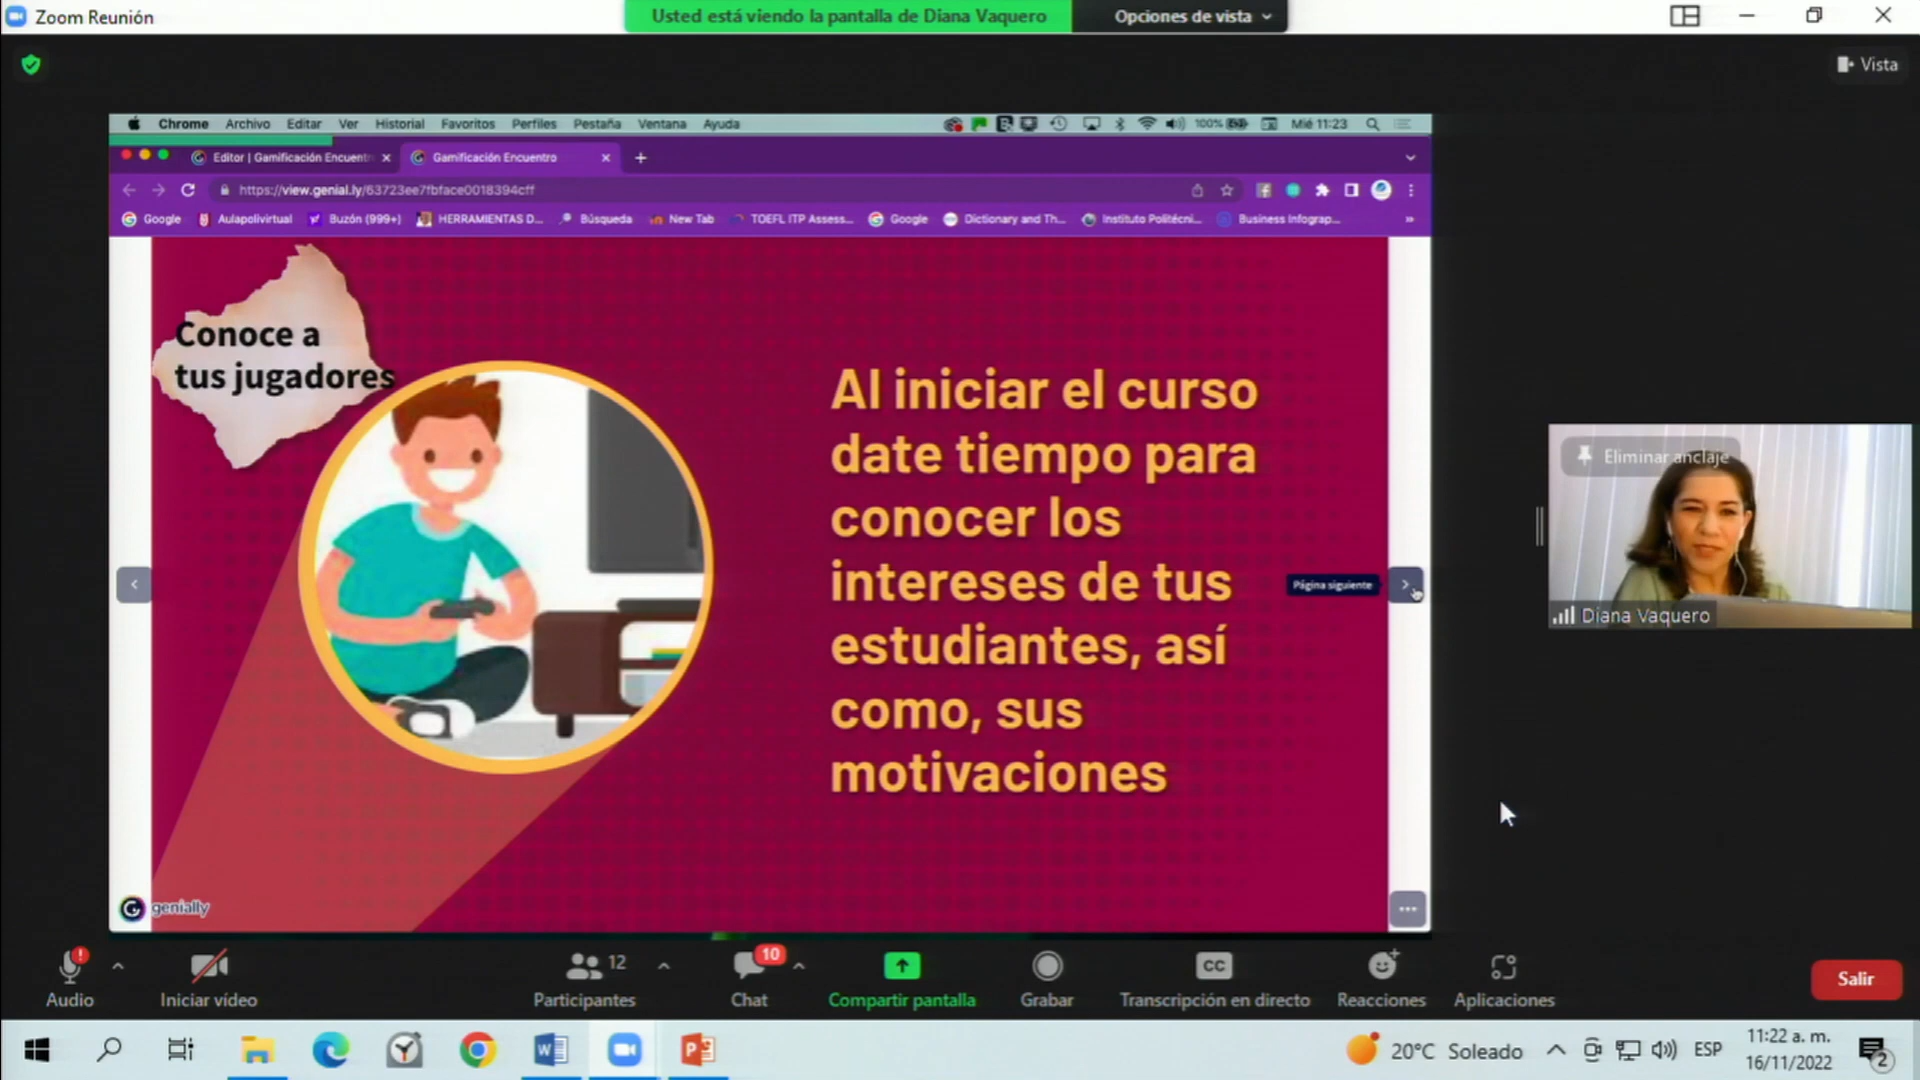 Zoom Reunión
Usted está viendo la pantalla de Diana Vaquero
Opciones de vista
Vista
Chrome Archivo Editar Ver Historial Favoritos Perfiles Pestaña Ventana Ayuda
100% Mié 11:23
Editor | Gamificación Encuentr
Gamificación Encuentro
https://view.genial.ly/63723ee7fbface0018394cff
Google Aulapolivirtual Buzón (999+) HERRAMIENTAS D... Búsqueda New Tab TOEFL ITP Assess... Google Dictionary and Th... Instituto Politécni... Business Infograp... »
Conoce a
tus jugadores
Al iniciar el curso
date tiempo para
conocer los
intereses de tus
estudiantes, así
como, sus
motivaciones
Página siguiente
genially
Eliminar anclaje
Diana Vaquero
12
10
CC
Audio
Iniciar vídeo
Participantes
Chat
Compartir pantalla
Grabar
Transcripción en directo
Reacciones
Aplicaciones
Salir
20°C Soleado
ESP
11:22 a. m.
16/11/2022
2